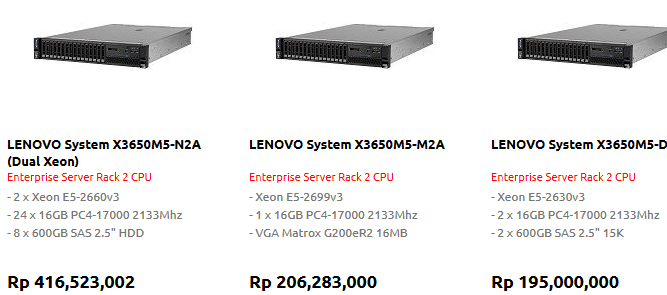 LENOVO System X3650M5-N2A
(Dual Xeon)
Enterprise Server Rack 2 CPU
- 2 x Xeon E5-2660v3
- 24 x 16GB PC4-17000 2133Mhz
- 8 x 600GB SAS 2.5" HDD
Rp 416,523,002
LENOVO System X3650M5-M2A
Enterprise Server Rack 2 CPU
- Xeon E5-2699v3
- 1 x 16GB PC4-17000 2133Mhz
- VGA Matrox G200eR2 16MB
Rp 206,283,000
LENOVO System X3650M5-D
Enterprise Server Rack 2 CPU
- Xeon E5-2630v3
- 2 x 16GB PC4-17000 2133Mhz
- 2 x 600GB SAS 2.5" 15K
Rp 195,000,000